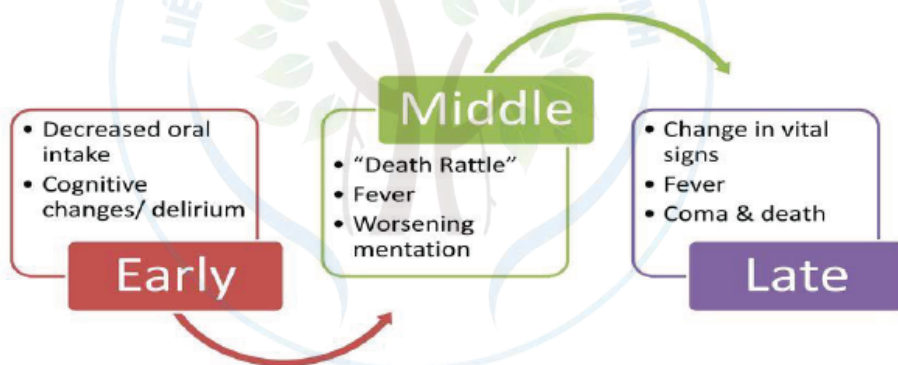 • Decreased oral
intake
• Cognitive
changes/ delirium
Early
Middle
• “Death Rattle”
• Fever
• Worsening
mentation
• Change in vital
signs
• Fever
• Coma & death
Late